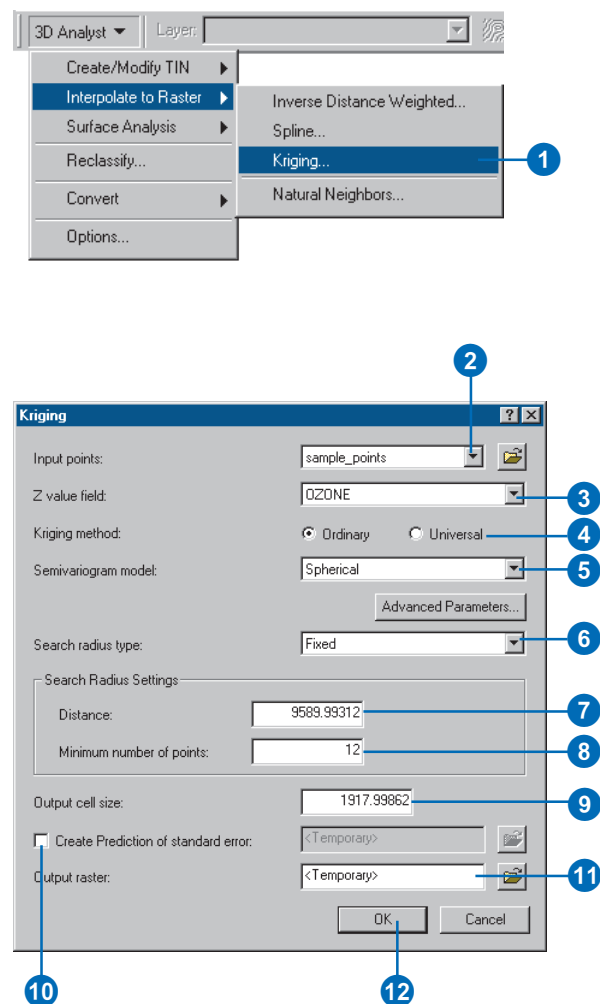 3D Analyst
Layer:
Create/Modify TIN
Interpolate to Raster
Inverse Distance Weighted...
Surface Analysis
Spline...
Reclassify...
Kriging...
1
Convert
Natural Neighbors...
Options...
2
Kriging
Input points:
sample_points
Z value field:
OZONE
3
Kriging method:
Ordinary
Universal
4
Semivariogram model:
Spherical
5
Advanced Parameters...
Search radius type:
Fixed
6
Search Radius Settings
Distance:
9589.99312
7
Minimum number of points:
12
8
Output cell size:
1917.99862
9
Create Prediction of standard error:
<Temporary>
Output raster:
<Temporary>
11
OK
Cancel
10
12